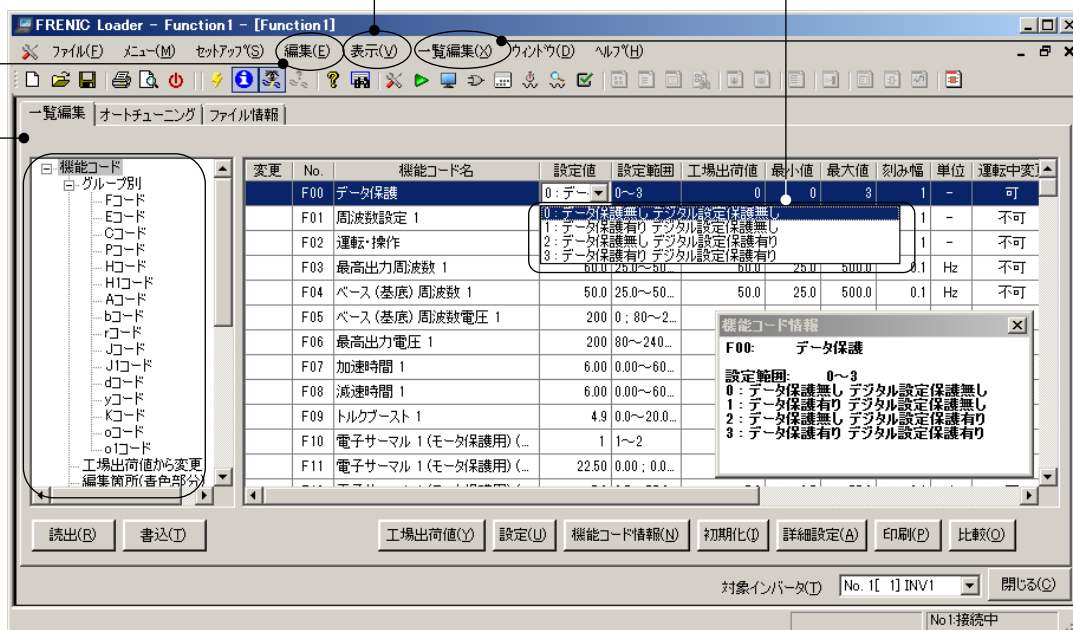 FRENIC Loader - Function1 - [Function1]
ファイル(F) メニュー(M) セットアップ(S) 編集(E) 表示(V) 一覧編集(X) ウィンドウ(D) ヘルプ(H)
一覧編集 オートチューニング ファイル情報
機能コード
グループ別
Fコード
Eコード
Cコード
Pコード
Hコード
H1コード
Aコード
bコード
rコード
Jコード
J1コード
dコード
yコード
Kコード
oコード
o1コード
工場出荷値から変更
編集箇所(青色部分)
変更 No. 機能コード名 設定値 設定範囲 工場出荷値 最小値 最大値 刻み幅 単位 運転中変更
F00 データ保護 0:デー… 0～3 0 0 3 1 - 可
0:データ保護無し デジタル設定保護無し
1:データ保護有り デジタル設定保護無し
2:データ保護無し デジタル設定保護有り
3:データ保護有り デジタル設定保護有り
F01 周波数設定 1 1 - 不可
F02 運転・操作 1 - 不可
F03 最高出力周波数 1 60.0 25.0～50... 60.0 25.0 500.0 0.1 Hz 不可
F04 ベース (基底) 周波数 1 50.0 25.0～50... 50.0 25.0 500.0 0.1 Hz 不可
F05 ベース (基底) 周波数電圧 1 200 0 ; 80～2...
F06 最高出力電圧 1 200 80～240...
F07 加速時間 1 6.00 0.00～60...
F08 減速時間 1 6.00 0.00～60...
F09 トルクブースト 1 4.9 0.0～20.0...
F10 電子サーマル 1 (モータ保護用) (... 1 1～2
F11 電子サーマル 1 (モータ保護用) (... 22.50 0.00 ; 0.0...
機能コード情報
F00: データ保護
設定範囲: 0～3
0:データ保護無し デジタル設定保護無し
1:データ保護有り デジタル設定保護無し
2:データ保護無し デジタル設定保護有り
3:データ保護有り デジタル設定保護有り
読出(R) 書込(T) 工場出荷値(Y) 設定(U) 機能コード情報(N) 初期化(I) 詳細設定(A) 印刷(P) 比較(O)
対象インバータ(T) No. 1[ 1] INV1 閉じる(C)
No1:接続中